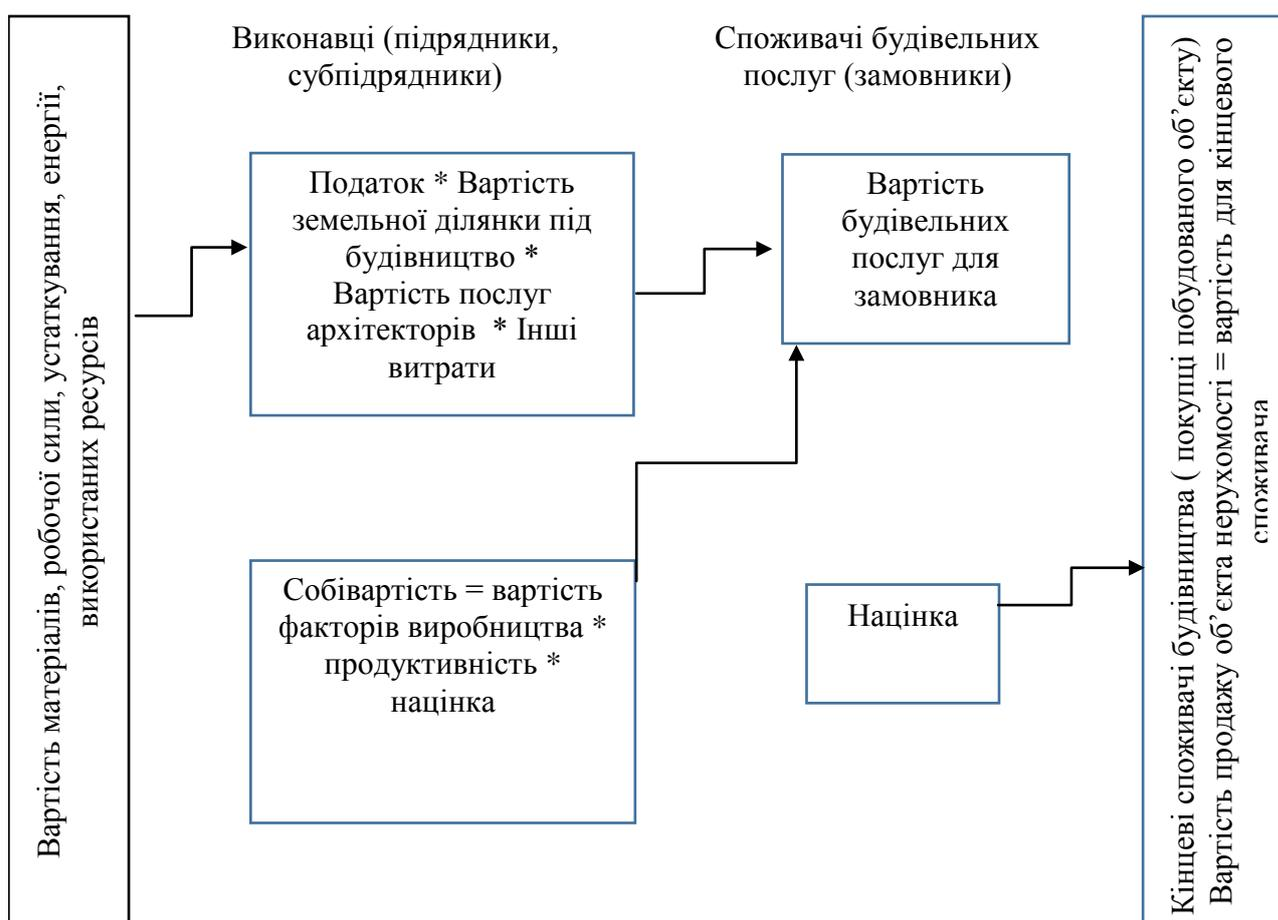 Вартість матеріалів, робочої сили, устаткування, енергії,
використаних ресурсів
Виконавці (підрядники,
субпідрядники)
Споживачі будівельних
послуг (замовники)
Податок * Вартість
земельної ділянки під
будівництво *
Вартість послуг
архітекторів * Інші
витрати
Вартість
будівельних
послуг для
замовника
Собівартість = вартість
факторів виробництва *
продуктивність *
націнка
Націнка
Кінцеві споживачі будівництва ( покупці побудованого об’єкту)
Вартість продажу об’єкта нерухомості = вартість для кінцевого
споживача